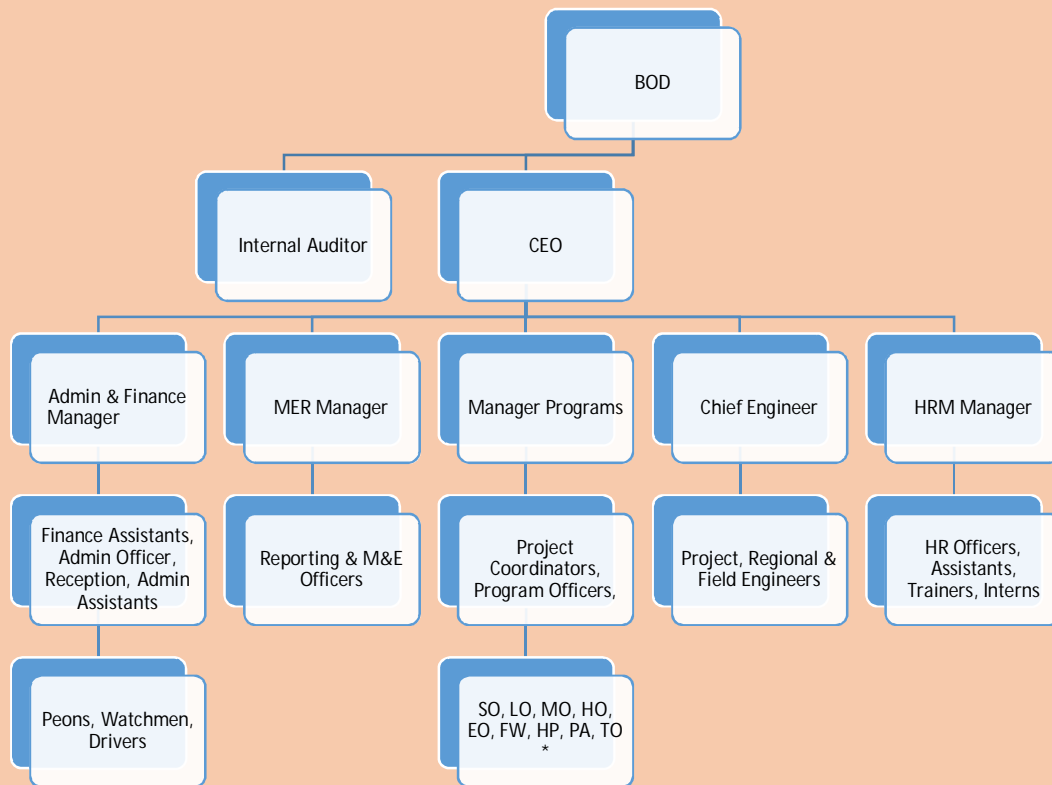 BOD
Internal Auditor
CEO
Admin & Finance
Manager
MER Manager
Manager Programs
Chief Engineer
HRM Manager
Finance Assistants,
Admin Officer,
Reception, Admin
Assistants
Reporting & M&E
Officers
Project
Coordinators,
Program Officers,
Project, Regional &
Field Engineers
HR Officers,
Assistants,
Trainers, Interns
Peons, Watchmen,
Drivers
SO, LO, MO, HO,
EO, FW, HP, PA, TO
*